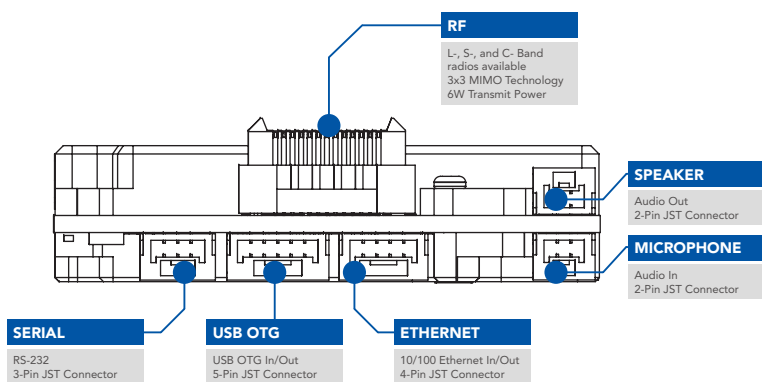 RF
L-, S-, and C- Band
radios available
3x3 MIMO Technology
6W Transmit Power
SPEAKER
Audio Out
2-Pin JST Connector
MICROPHONE
Audio In
2-Pin JST Connector
SERIAL
RS-232
3-Pin JST Connector
USB OTG
USB OTG In/Out
5-Pin JST Connector
ETHERNET
10/100 Ethernet In/Out
4-Pin JST Connector